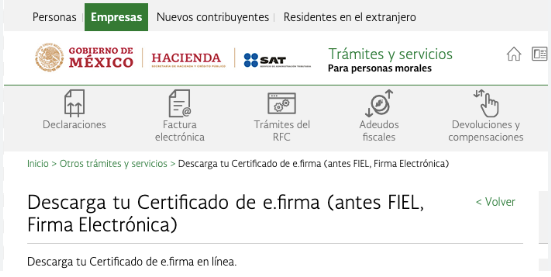 Personas | Empresas | Nuevos contribuyentes | Residentes en el extranjero
GOBIERNO DE
MÉXICO
HACIENDA
SAT
Trámites y servicios
Para personas morales
Declaraciones
Factura
electrónica
Trámites del
RFC
Adeudos
fiscales
Devoluciones y
compensaciones
Inicio > Otros trámites y servicios > Descarga tu Certificado de e.firma (antes FIEL, Firma Electrónica)
Descarga tu Certificado de e.firma (antes FIEL,
Firma Electrónica)
< Volver
Descarga tu Certificado de e.firma en línea.